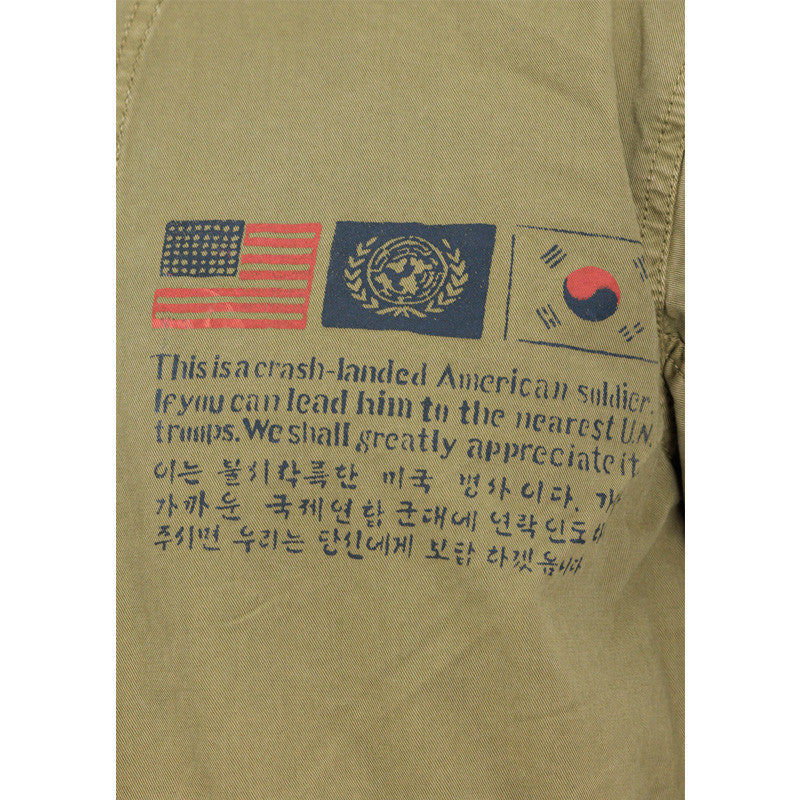 This is a crash-landed American soldier.
If you can lead him to the nearest U.N.
troops. We shall greatly appreciate it
이는 불시착륙한 미국 병사이다.
가까운 국제연합 군대에 연락인도
주시면 우리는 당신에게 보답 하겠읍니다